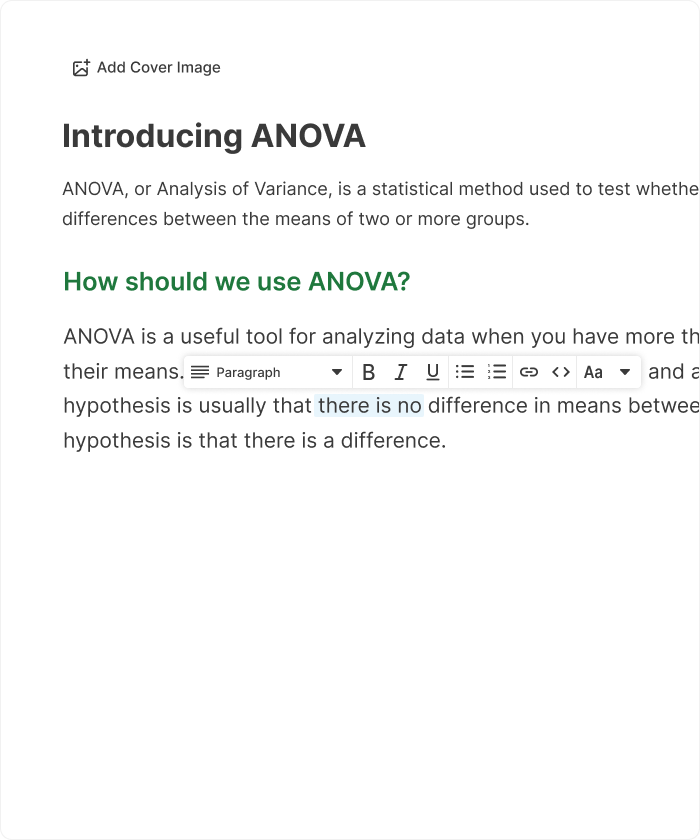 Add Cover Image
Introducing ANOVA
ANOVA, or Analysis of Variance, is a statistical method used to test whethe
differences between the means of two or more groups.
How should we use ANOVA?
ANOVA is a useful tool for analyzing data when you have more th
their means. Paragraph B I U Aa and a
hypothesis is usually that there is no difference in means betwee
hypothesis is that there is a difference.